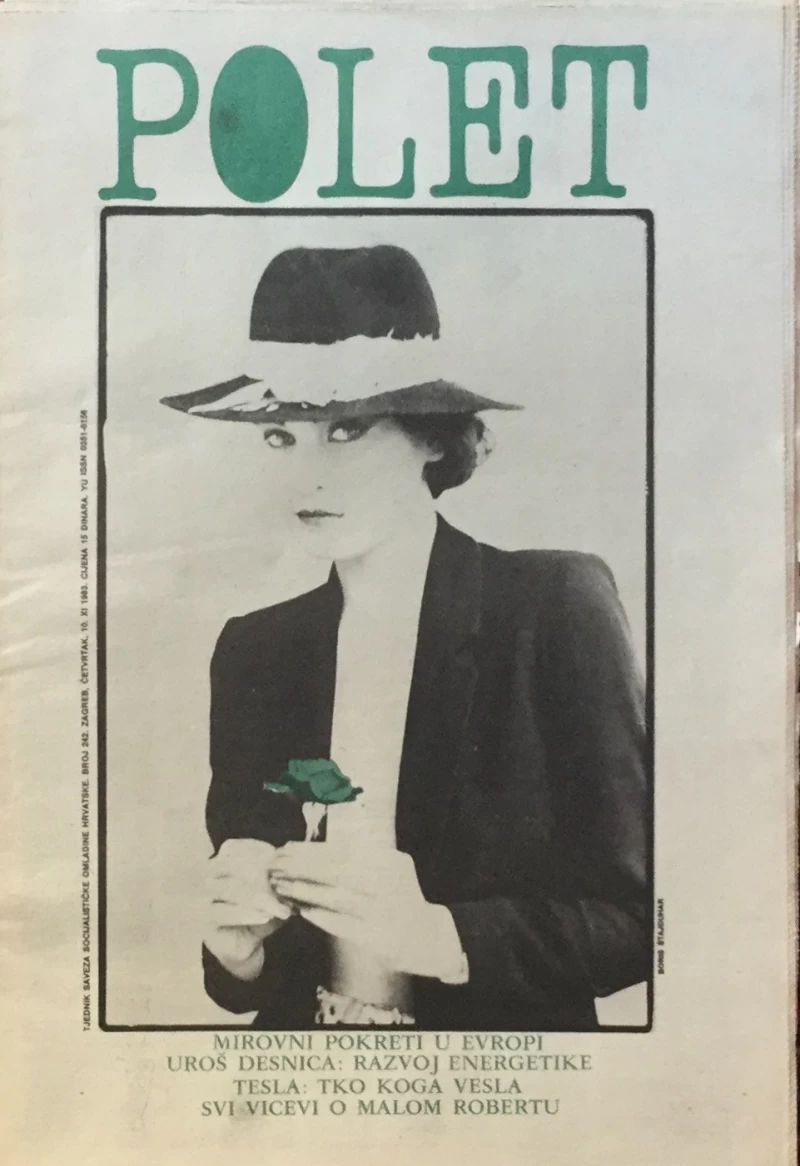 POLET
TJEDNIK SAVEZA SOCIJALISTIČKE OMLADINE HRVATSKE. BROJ 242. ZAGREB, ČETVRTAK, 10. XI 1983. CIJENA 15 DINARA. YU ISSN 0351-6156
BORIS ŠTAJDUHAR
MIROVNI POKRETI U EVROPI
UROŠ DESNICA: RAZVOJ ENERGETIKE
TESLA: TKO KOGA VESLA
SVI VICEVI O MALOM ROBERTU